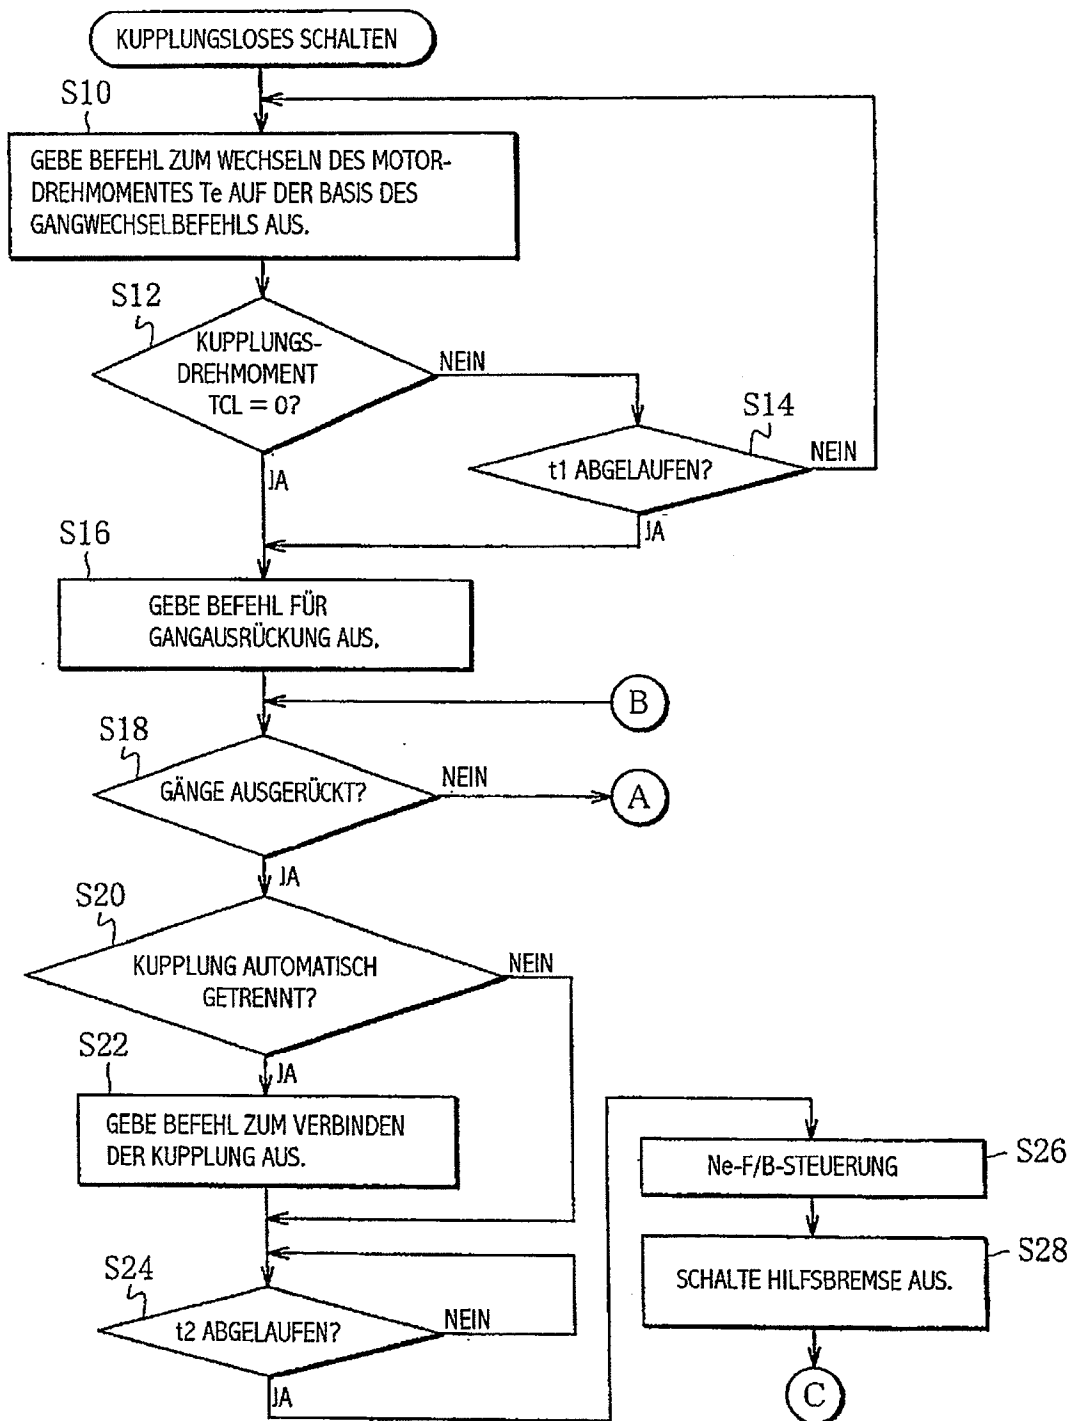 KUPPLUNGSLOSES SCHALTEN
S10
GEBE BEFEHL ZUM WECHSELN DES MOTOR-
DREHMOMENTES Te AUF DER BASIS DES
GANGWECHSELBEFEHLS AUS.
S12
KUPPLUNGS-
DREHMOMENT
TCL = 0?
NEIN
JA
S14
t1 ABGELAUFEN?
NEIN
JA
S16
GEBE BEFEHL FÜR
GANGAUSRÜCKUNG AUS.
B
S18
GÄNGE AUSGERÜCKT?
NEIN
A
JA
S20
KUPPLUNG AUTOMATISCH
GETRENNT?
NEIN
JA
S22
GEBE BEFEHL ZUM VERBINDEN
DER KUPPLUNG AUS.
S24
t2 ABGELAUFEN?
NEIN
JA
Ne-F/B-STEUERUNG
S26
SCHALTE HILFSBREMSE AUS.
S28
C